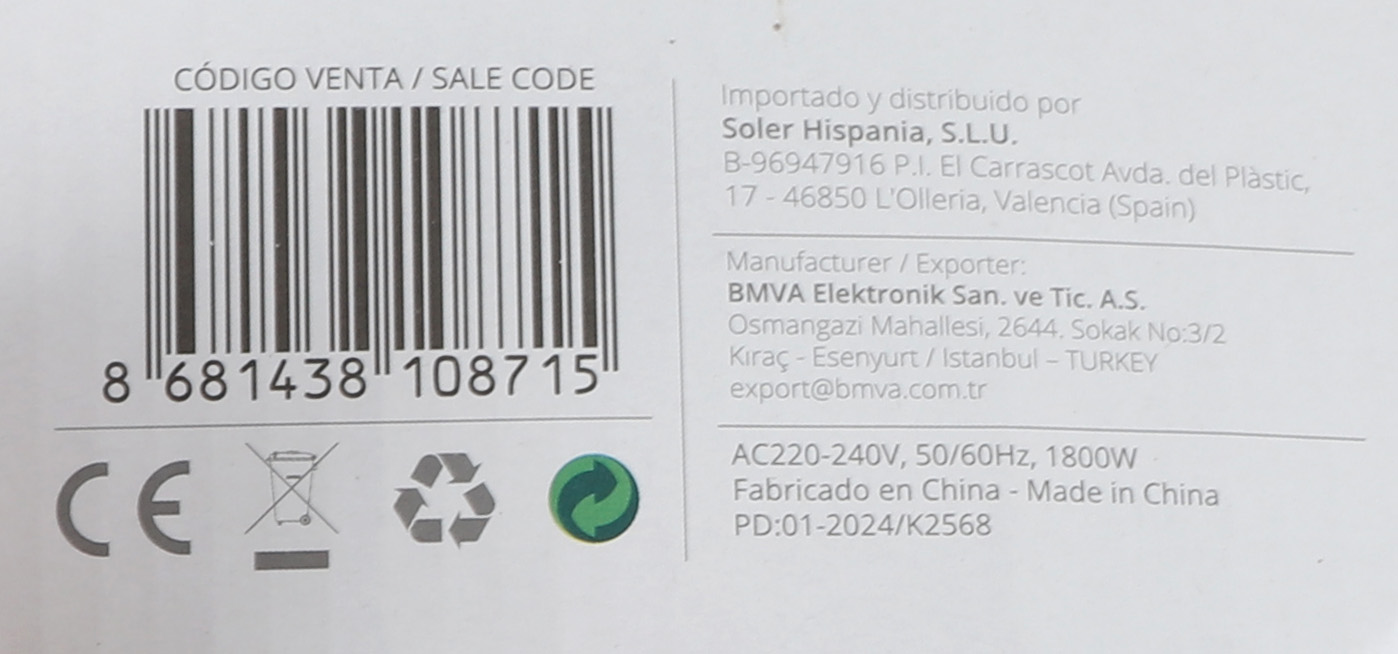 CÓDIGO VENTA / SALE CODE
8 681438 108715
CE
Importado y distribuido por
Soler Hispania, S.L.U.
B-96947916 P.I. El Carrascot Avda. del Plàstic,
17 - 46850 L'Olleria, Valencia (Spain)
Manufacturer / Exporter:
BMVA Elektronik San. ve Tic. A.S.
Osmangazi Mahallesi, 2644. Sokak No:3/2
Kıraç - Esenyurt / Istanbul – TURKEY
export@bmva.com.tr
AC220-240V, 50/60Hz, 1800W
Fabricado en China - Made in China
PD:01-2024/K2568